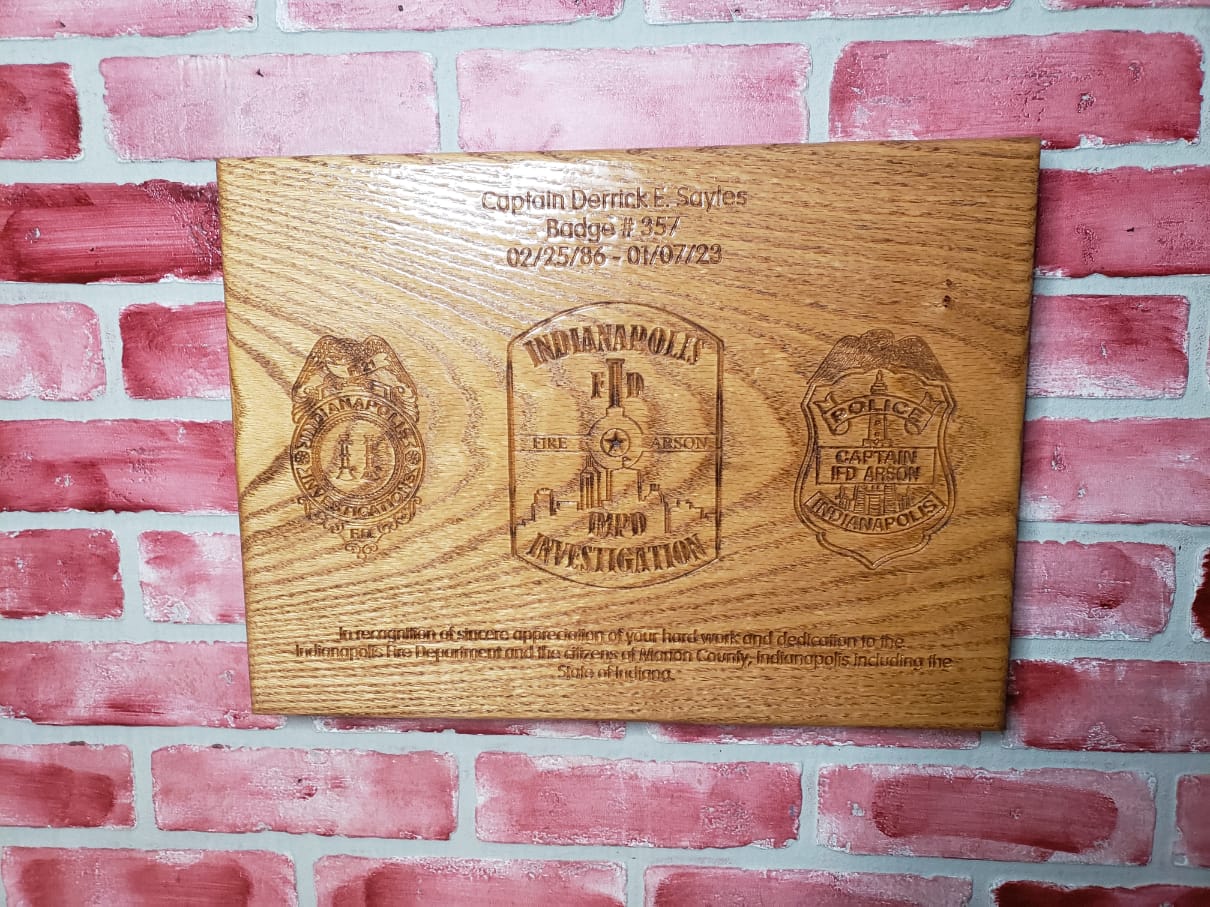 Captain Derrick E. Sayles
Badge # 357
02/25/86 - 01/07/23
INDIANAPOLIS
INVESTIGATIONS
INDIANAPOLIS
F D
FIRE ARSON
IMPD
INVESTIGATION
POLICE
CAPTAIN
IFD ARSON
INDIANAPOLIS
In recognition of sincere appreciation of your hard work and dedication to the
Indianapolis Fire Department and the citizens of Marion County, Indianapolis including the
State of Indiana.